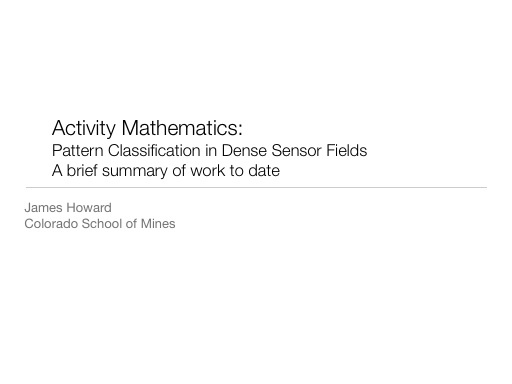 Activity Mathematics:
Pattern Classification in Dense Sensor Fields
A brief summary of work to date
James Howard
Colorado School of Mines